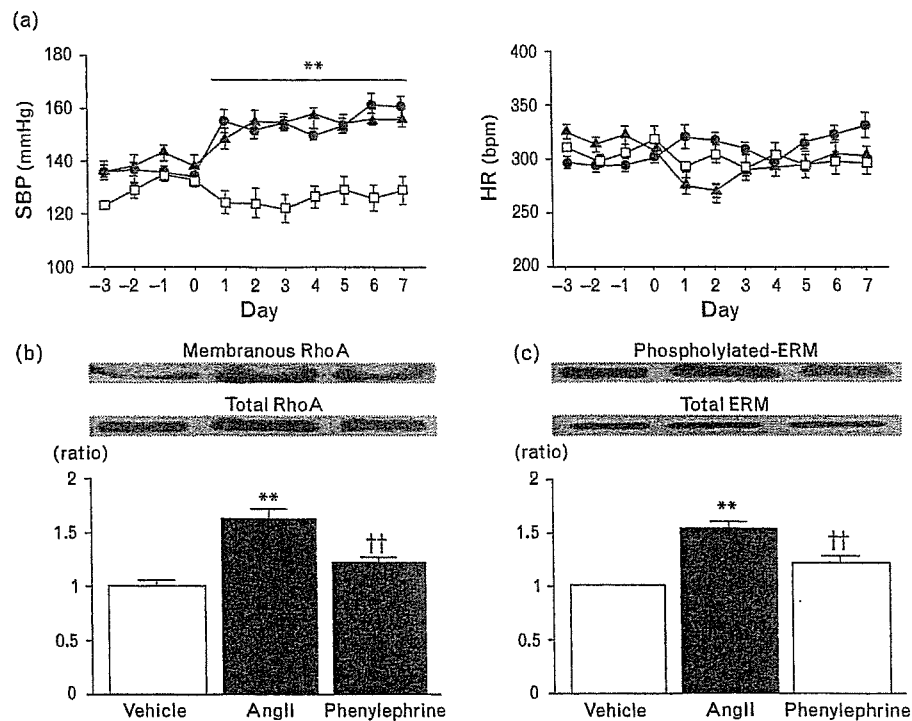 (a)
180
160
140
120
100
SBP (mmHg)
**
–3 –2 –1 0 1 2 3 4 5 6 7
Day
400
350
300
250
200
HR (bpm)
–3 –2 –1 0 1 2 3 4 5 6 7
Day
(b)
Membranous RhoA
Total RhoA
(ratio)
2
1.5
1
0.5
0
**
††
Vehicle AngII Phenylephrine
(c)
Phospholylated-ERM
Total ERM
(ratio)
2
1.5
1
0.5
0
**
††
Vehicle AngII Phenylephrine